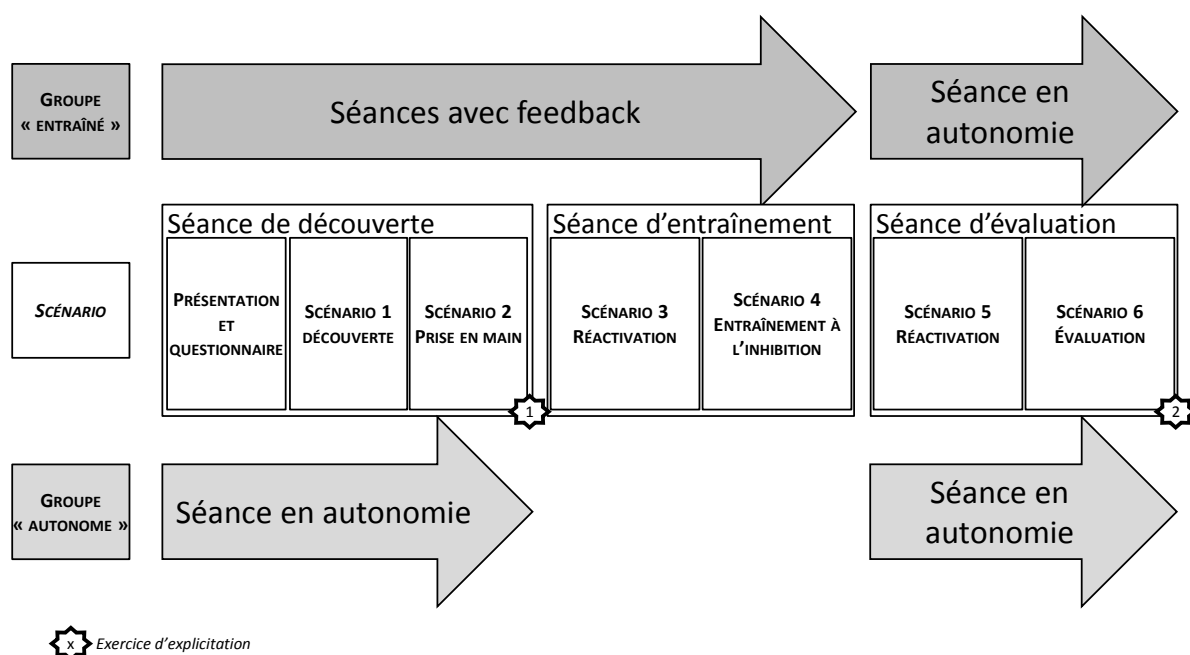 GROUPE
« ENTRAÎNÉ »
Séances avec feedback
Séance en
autonomie
Séance de découverte
Séance d'entraînement
Séance d'évaluation
SCÉNARIO
PRÉSENTATION
ET
QUESTIONNAIRE
SCÉNARIO 1
DÉCOUVERTE
SCÉNARIO 2
PRISE EN MAIN
SCÉNARIO 3
RÉACTIVATION
SCÉNARIO 4
ENTRAÎNEMENT À
L'INHIBITION
SCÉNARIO 5
RÉACTIVATION
SCÉNARIO 6
ÉVALUATION
1
2
GROUPE
« AUTONOME »
Séance en autonomie
Séance en
autonomie
x Exercice d'explicitation